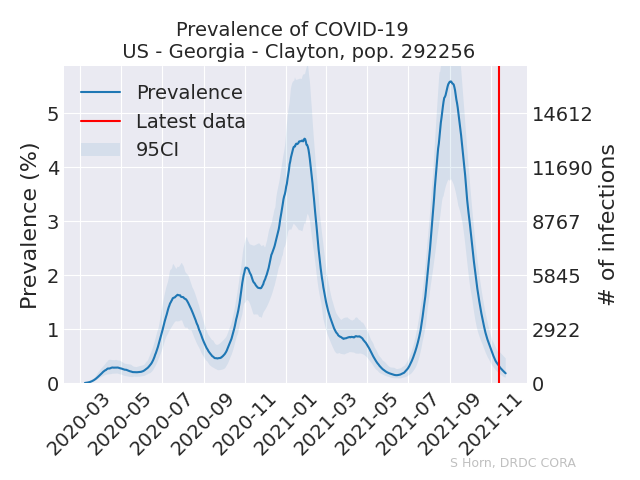 Prevalence of COVID-19
US - Georgia - Clayton, pop. 292256
Prevalence
Latest data
95CI
Prevalence (%)
5
4
3
2
1
0
14612
11690
8767
5845
2922
0
# of infections
2020-03
2020-05
2020-07
2020-09
2020-11
2021-01
2021-03
2021-05
2021-07
2021-09
2021-11
S Horn, DRDC CORA